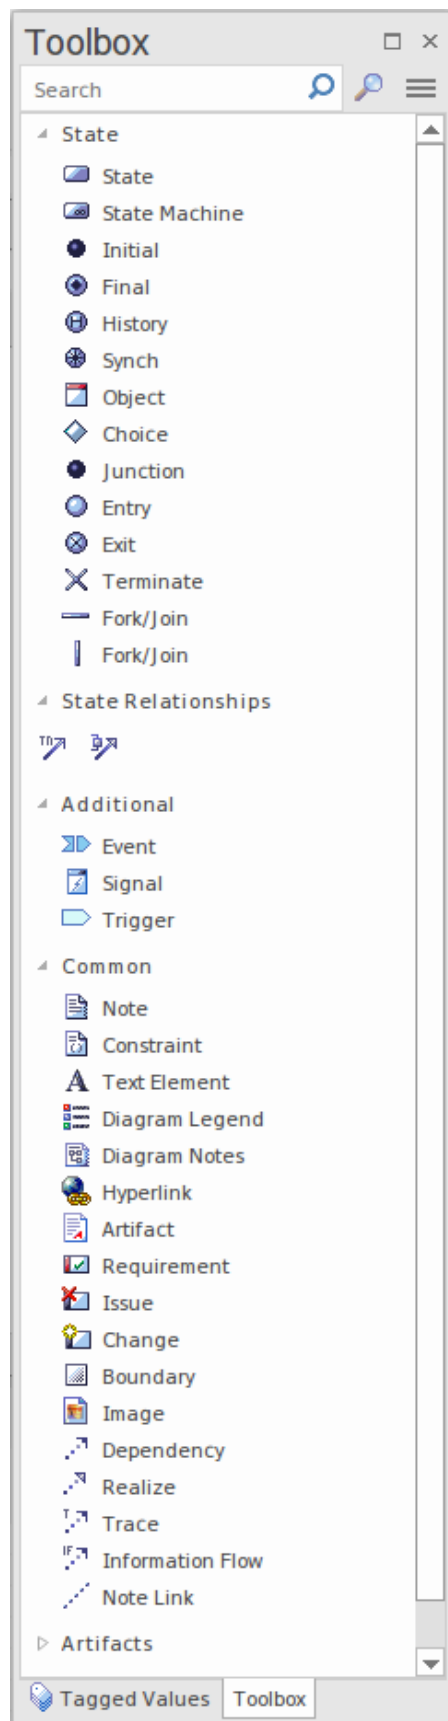 Toolbox
Search
State
State
State Machine
Initial
Final
History
Synch
Object
Choice
Junction
Entry
Exit
Terminate
Fork/Join
Fork/Join
State Relationships
Additional
Event
Signal
Trigger
Common
Note
Constraint
Text Element
Diagram Legend
Diagram Notes
Hyperlink
Artifact
Requirement
Issue
Change
Boundary
Image
Dependency
Realize
Trace
Information Flow
Note Link
Artifacts
Tagged Values Toolbox